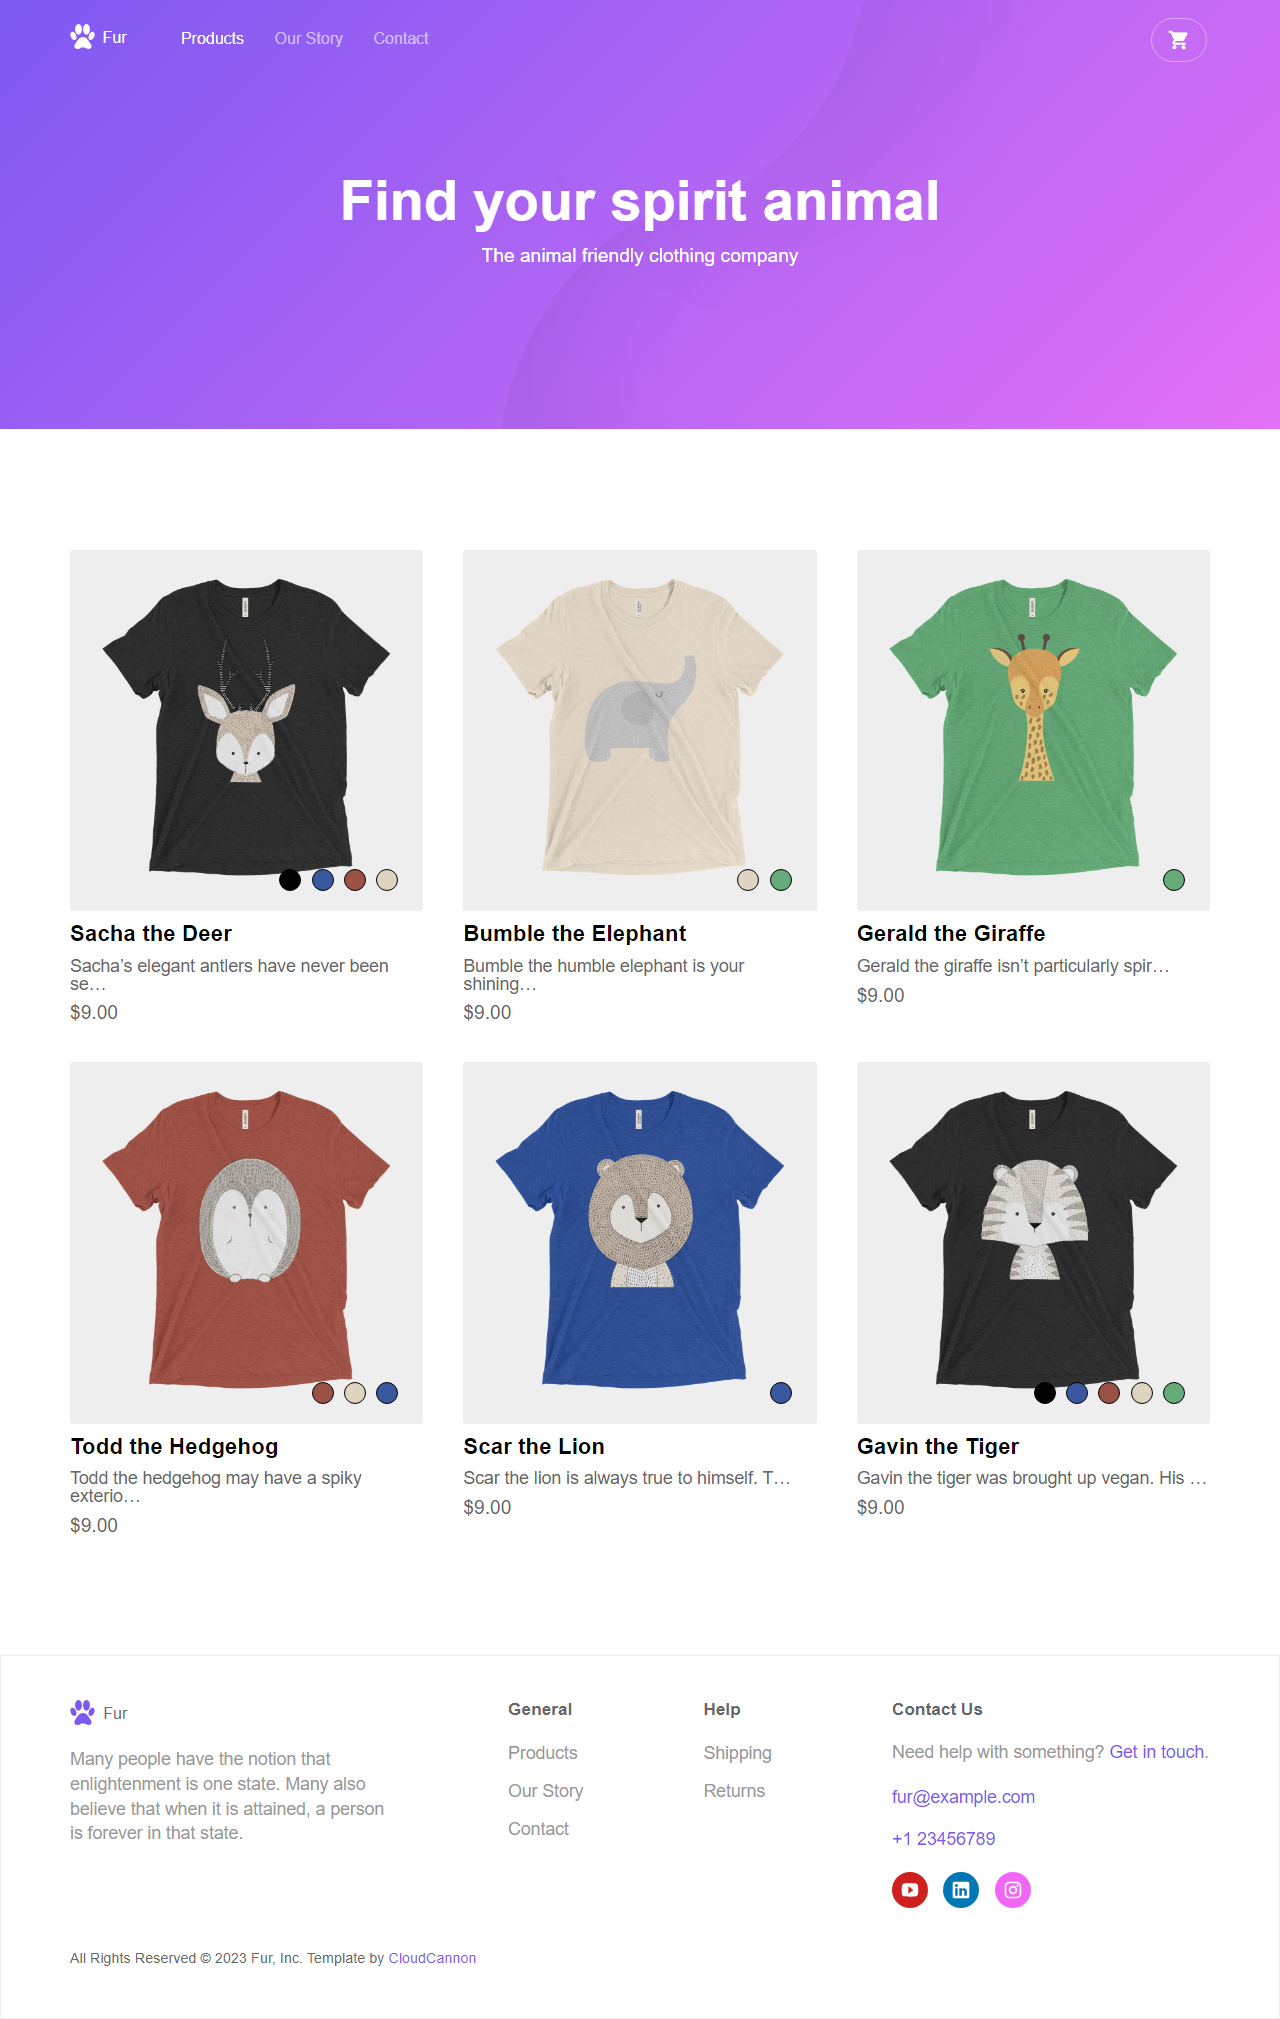 Fur
Products
Our Story
Contact
Find your spirit animal
The animal friendly clothing company
Sacha the Deer
Sacha’s elegant antlers have never been
se…
$9.00
Bumble the Elephant
Bumble the humble elephant is your
shining…
$9.00
Gerald the Giraffe
Gerald the giraffe isn’t particularly spir…
$9.00
Todd the Hedgehog
Todd the hedgehog may have a spiky
exterio…
$9.00
Scar the Lion
Scar the lion is always true to himself. T…
$9.00
Gavin the Tiger
Gavin the tiger was brought up vegan. His …
$9.00
Fur
Many people have the notion that
enlightenment is one state. Many also
believe that when it is attained, a person
is forever in that state.
General
Products
Our Story
Contact
Help
Shipping
Returns
Contact Us
Need help with something? Get in touch.
fur@example.com
+1 23456789
All Rights Reserved © 2023 Fur, Inc. Template by CloudCannon